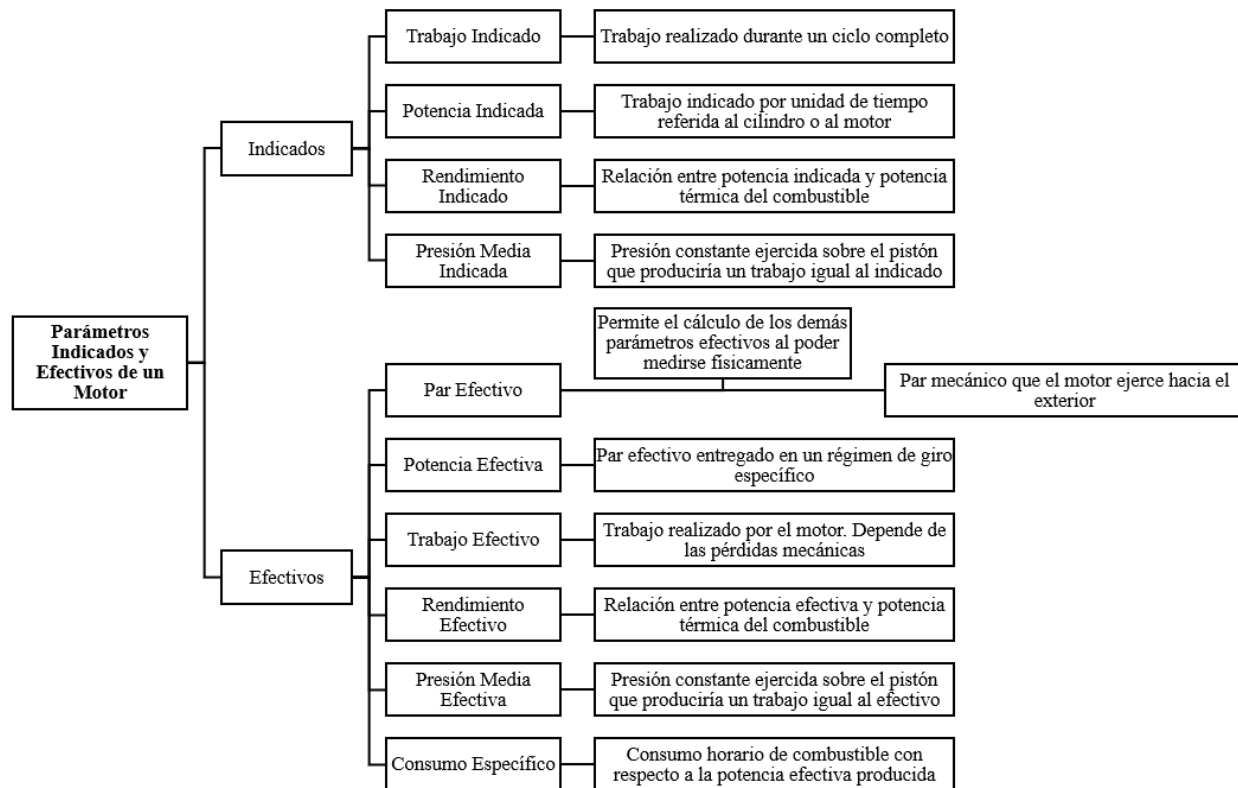 Parámetros
Indicados y
Efectivos de un
Motor
Indicados
Trabajo Indicado
Trabajo realizado durante un ciclo completo
Potencia Indicada
Trabajo indicado por unidad de tiempo
referida al cilindro o al motor
Rendimiento
Indicado
Relación entre potencia indicada y potencia
térmica del combustible
Presión Media
Indicada
Presión constante ejercida sobre el pistón
que produciría un trabajo igual al indicado
Efectivos
Par Efectivo
Permite el cálculo de los demás
parámetros efectivos al poder
medirse físicamente
Par mecánico que el motor ejerce hacia el
exterior
Potencia Efectiva
Par efectivo entregado en un régimen de giro
específico
Trabajo Efectivo
Trabajo realizado por el motor. Depende de
las pérdidas mecánicas
Rendimiento
Efectivo
Relación entre potencia efectiva y potencia
térmica del combustible
Presión Media
Efectiva
Presión constante ejercida sobre el pistón
que produciría un trabajo igual al efectivo
Consumo Específico
Consumo horario de combustible con
respecto a la potencia efectiva producida